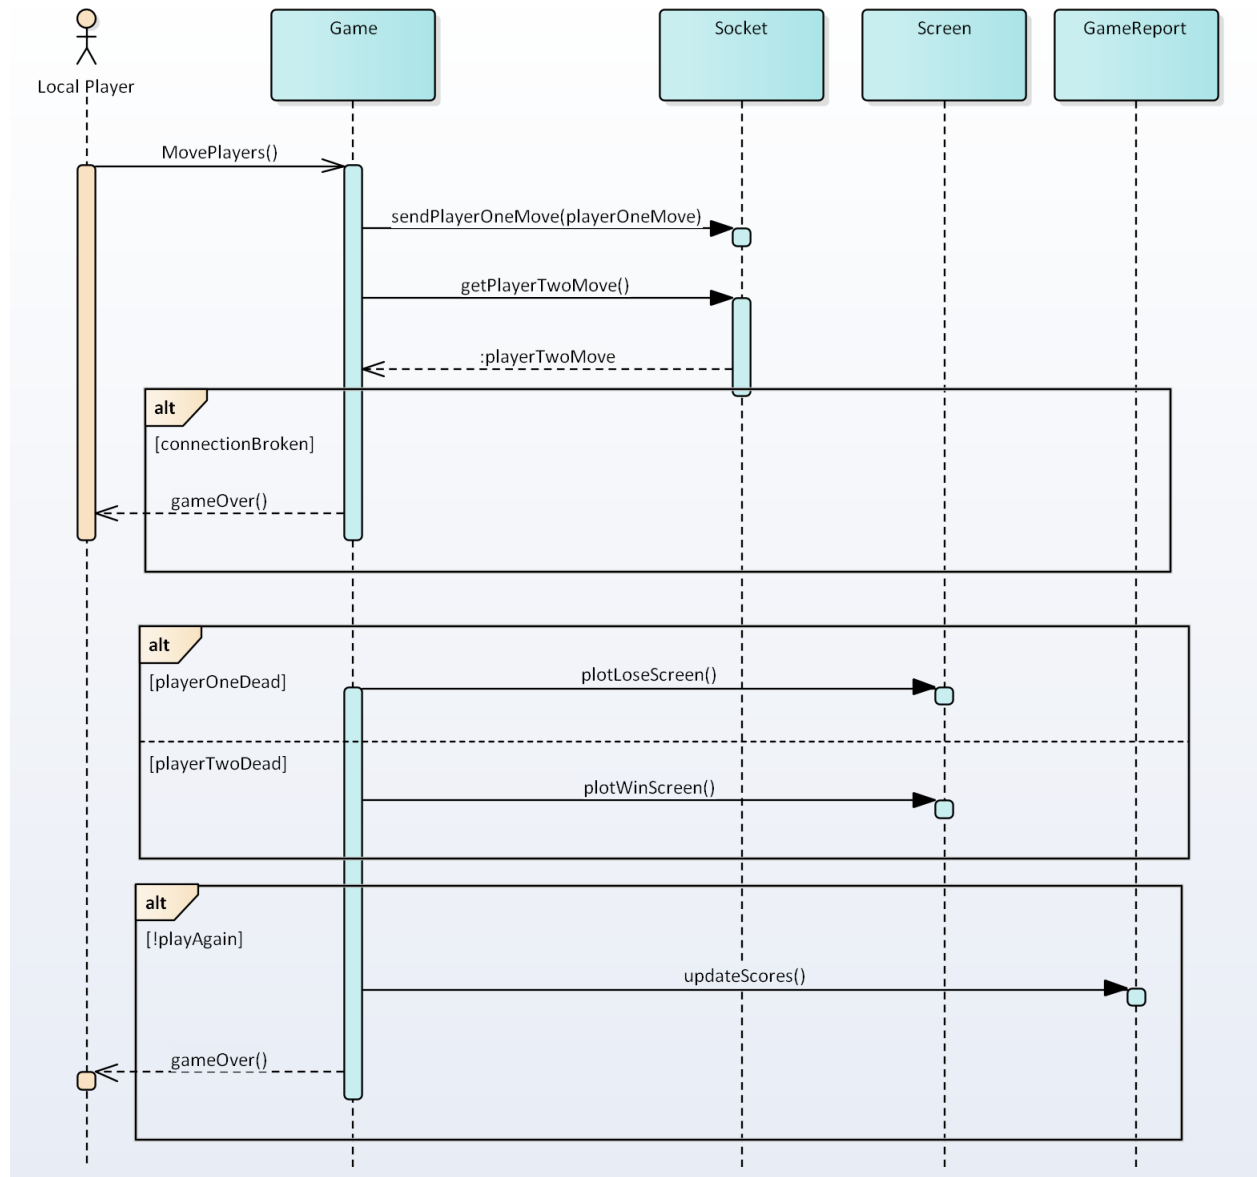 Local Player
Game
Socket
Screen
GameReport
MovePlayers()
sendPlayerOneMove(playerOneMove)
getPlayerTwoMove()
:playerTwoMove
alt
[connectionBroken]
gameOver()
alt
[playerOneDead]
plotLoseScreen()
[playerTwoDead]
plotWinScreen()
alt
[!playAgain]
updateScores()
gameOver()